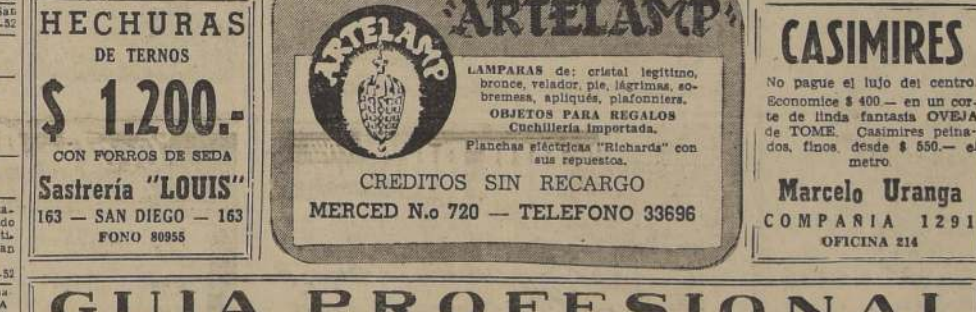 HECHURAS
DE TERNOS
$ 1.200.-
CON FORROS DE SEDA
Sastrería "LOUIS"
163 — SAN DIEGO — 163
FONO 80955
"ARTELAMP"
ARTELAMP
LAMPARAS de: cristal legítimo,
bronce, velador, pie, lágrimas, so-
bremesa, apliqués, plafonniers.
OBJETOS PARA REGALOS
Cuchillería importada.
Planchas eléctricas "Richards" con
sus repuestos.
CREDITOS SIN RECARGO
MERCED N.o 720 — TELEFONO 33696
CASIMIRES
No pague el lujo del centro
Economice $ 400.— en un cor-
te de linda fantasía OVEJA
de TOME. Casimires peina-
dos, finos, desde $ 550.— el
metro.
Marcelo Uranga
COMPAÑIA 1291
OFICINA 214
GUIA PROFESIONAL